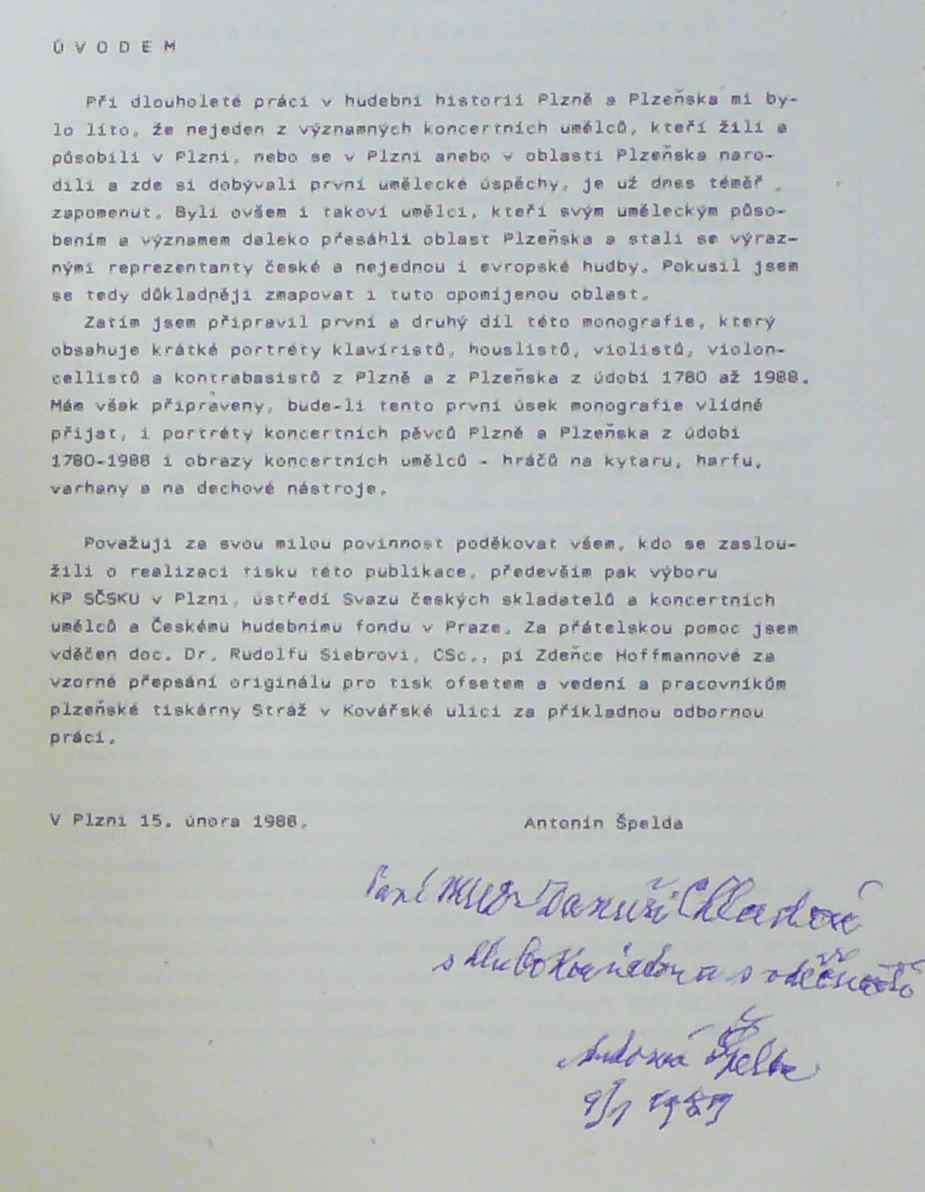 Ú V O D E M
Při dlouholeté práci v hudební historii Plzně a Plzeňska mi by-
lo líto, že nejeden z významných koncertních umělců, kteří žili a
působili v Plzni, nebo se v Plzni anebo v oblasti Plzeňska naro-
dili a zde si dobývali první umělecké úspěchy, je už dnes téměř
zapomenut. Byli ovšem i takoví umělci, kteří svým uměleckým půso-
bením a významem daleko přesáhli oblast Plzeňska a stali se výraz-
nými reprezentanty české a nejednou i evropské hudby. Pokusil jsem
se tedy důkladněji zmapovat i tuto opomíjenou oblast.
Zatím jsem připravil první a druhý díl této monografie, který
obsahuje krátké portréty klavíristů, houslistů, violistů, violon-
cellistů a kontrabasistů z Plzně a z Plzeňska z údobí 1780 až 1988.
Mám však připraveny, bude-li tento první úsek monografie vlídně
přijat, i portréty koncertních pěvců Plzně a Plzeňska z údobí
1780-1988 i obrazy koncertních umělců - hráčů na kytaru, harfu,
varhany a na dechové nástroje.
Považuji za svou milou povinnost poděkovat všem, kdo se zaslou-
žili o realizaci tisku této publikace, především pak výboru
KP SČSKU v Plzni, ústředí Svazu českých skladatelů a koncertních
umělců a Českému hudebnímu fondu v Praze. Za přátelskou pomoc jsem
vděčen doc. Dr. Rudolfu Siebrovi, CSc., pí Zdeňce Hoffmannové za
vzorné přepsání originálu pro tisk ofsetem a vedení a pracovníkům
plzeňské tiskárny Stráž v Kovářské ulici za příkladnou odbornou
práci.
V Plzni 15. února 1988. Antonín Špelda
Paní MUDr Danuši
s hlubokou a s vděčností
Antonín Špelda
9/1 1989